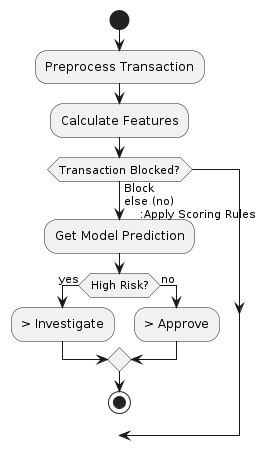 Preprocess Transaction
Calculate Features
Transaction Blocked?
Block
else (no)
:Apply Scoring Rules
Get Model Prediction
High Risk?
yes
no
> Investigate
> Approve